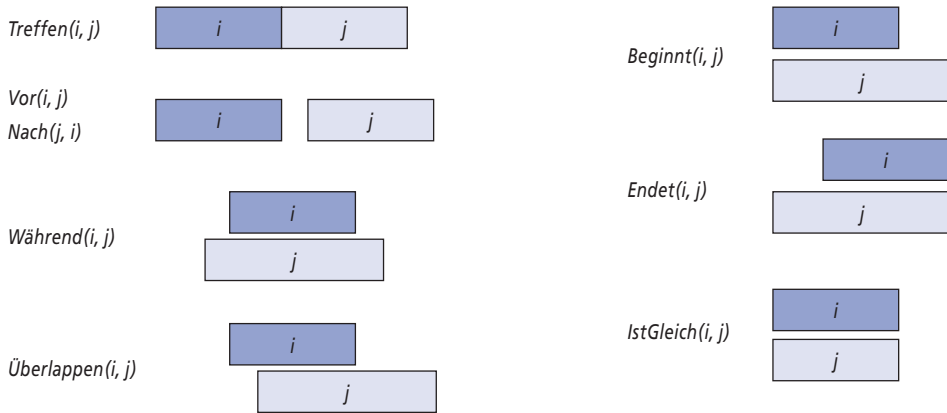 Treffen(i, j)
i
j
Vor(i, j)
Nach(j, i)
i
j
Während(i, j)
i
j
Überlappen(i, j)
i
j
Beginnt(i, j)
i
j
Endet(i, j)
i
j
IstGleich(i, j)
i
j